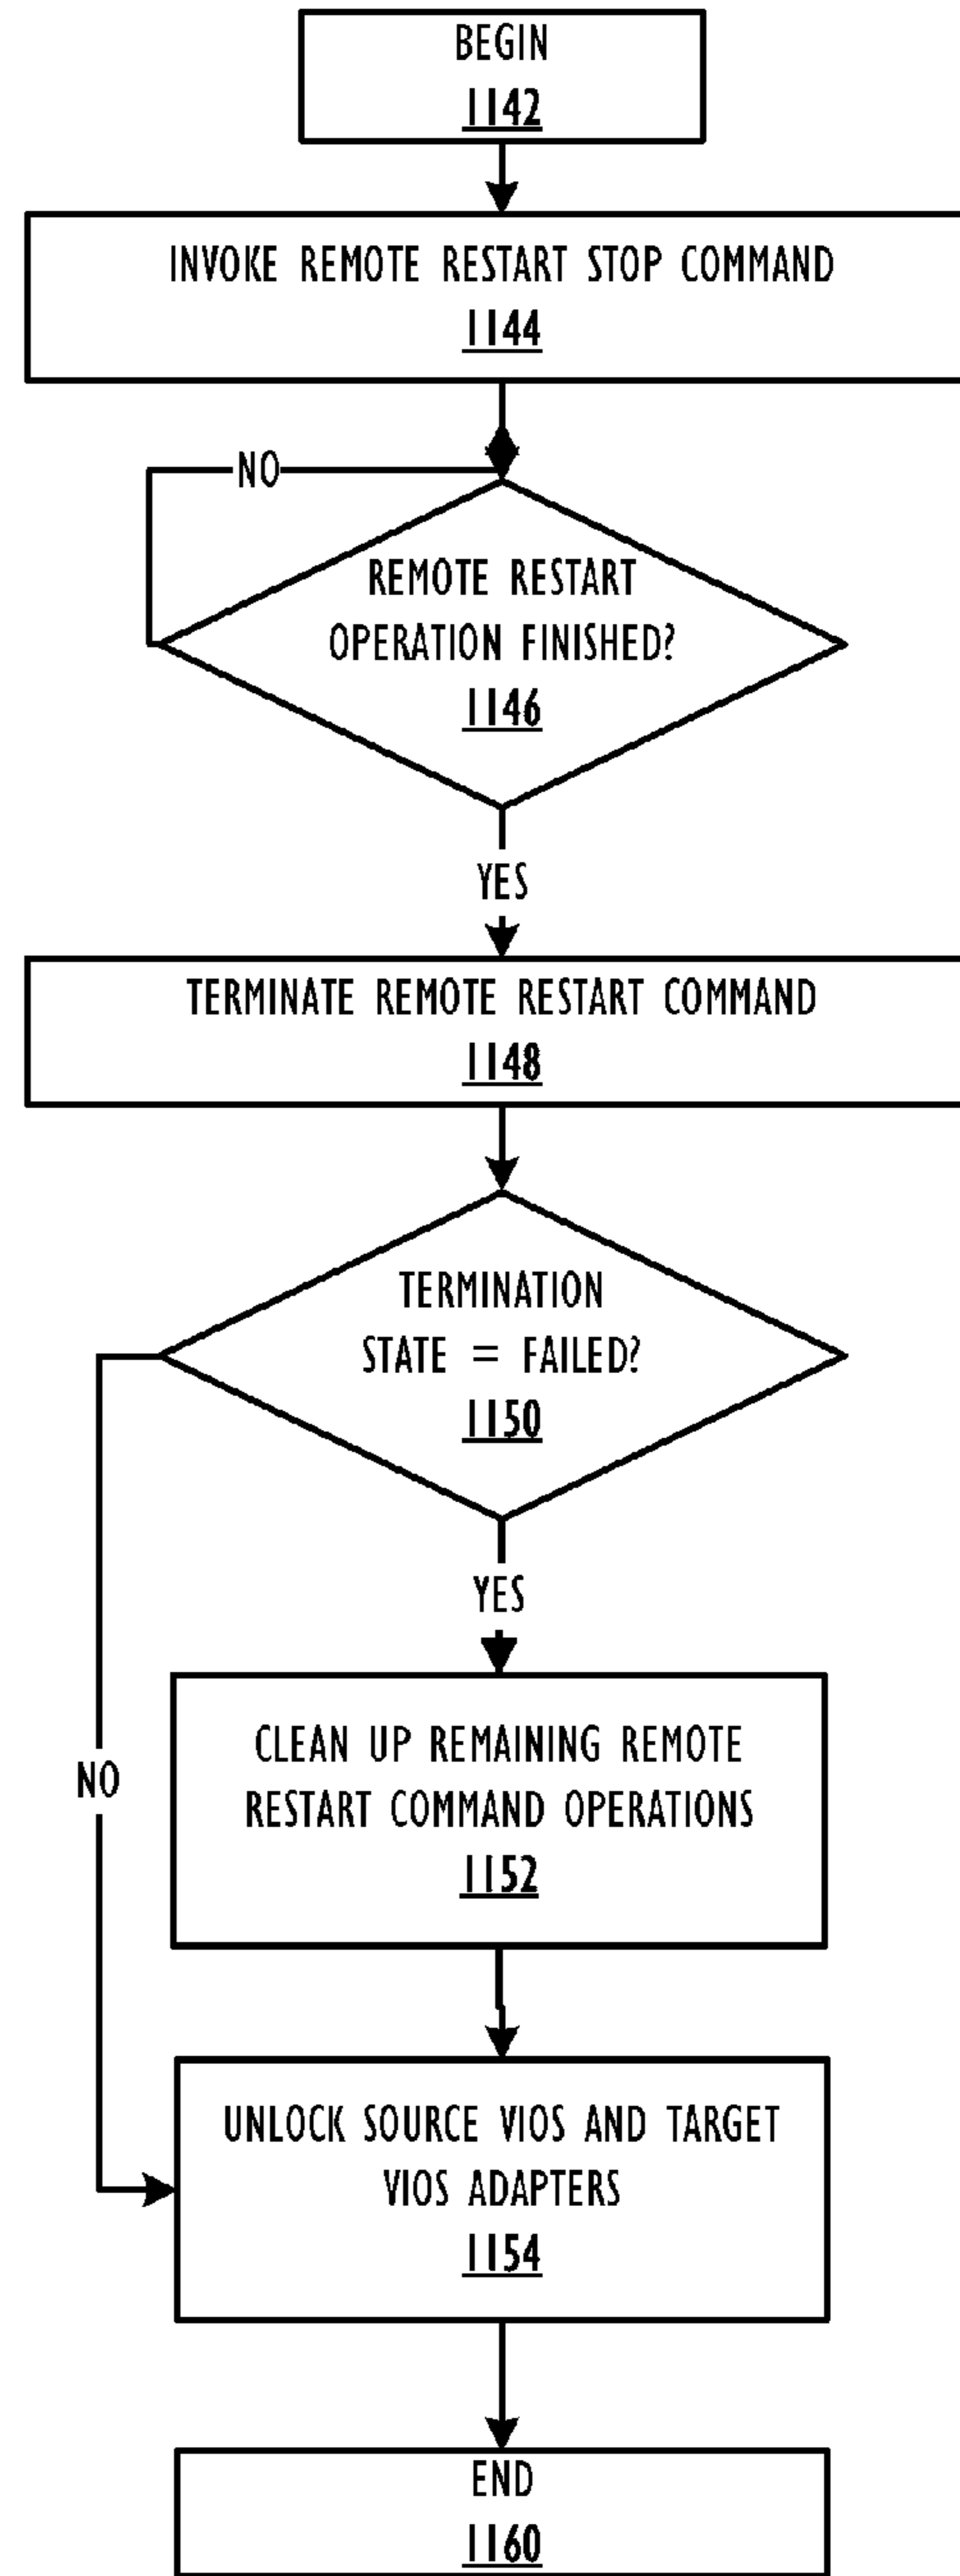 BEGIN
1142
INVOKE REMOTE RESTART STOP COMMAND
1144
NO
REMOTE RESTART
OPERATION FINISHED?
1146
YES
TERMINATE REMOTE RESTART COMMAND
1148
TERMINATION
STATE = FAILED?
1150
YES
CLEAN UP REMAINING REMOTE
RESTART COMMAND OPERATIONS
1152
NO
UNLOCK SOURCE VIOS AND TARGET
VIOS ADAPTERS
1154
END
1160